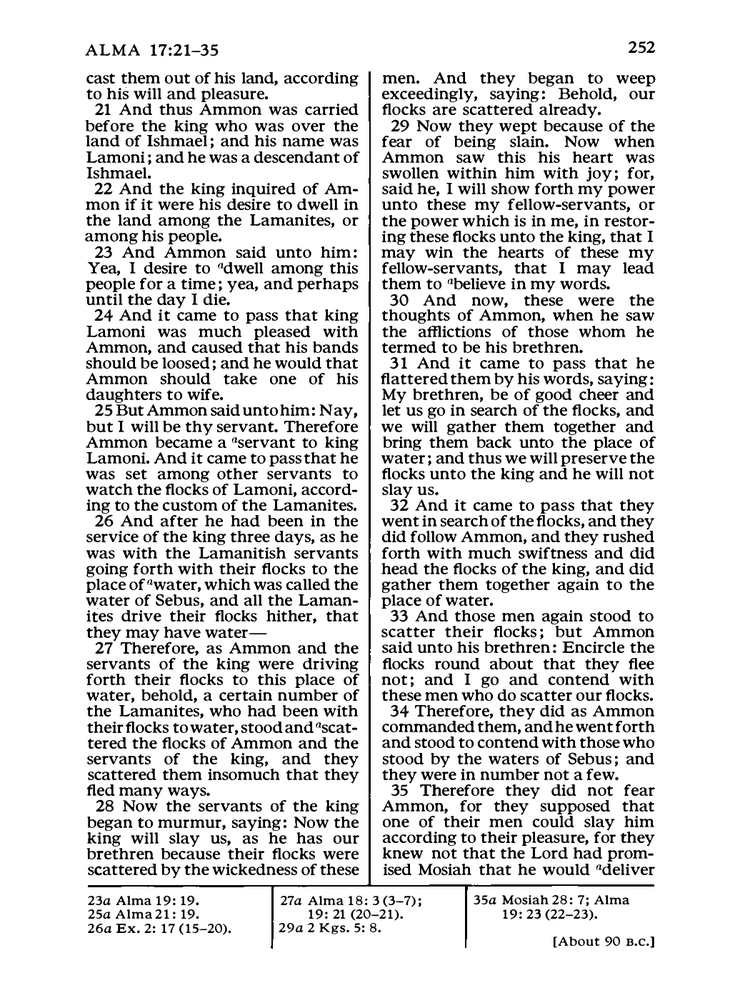 ALMA 17:21–35
252
cast them out of his land, according
to his will and pleasure.
21 And thus Ammon was carried
before the king who was over the
land of Ishmael; and his name was
Lamoni; and he was a descendant of
Ishmael.
22 And the king inquired of Am-
mon if it were his desire to dwell in
the land among the Lamanites, or
among his people.
23 And Ammon said unto him:
Yea, I desire to adwell among this
people for a time; yea, and perhaps
until the day I die.
24 And it came to pass that king
Lamoni was much pleased with
Ammon, and caused that his bands
should be loosed; and he would that
Ammon should take one of his
daughters to wife.
25 But Ammon said unto him: Nay,
but I will be thy servant. Therefore
Ammon became a aservant to king
Lamoni. And it came to pass that he
was set among other servants to
watch the flocks of Lamoni, accord-
ing to the custom of the Lamanites.
26 And after he had been in the
service of the king three days, as he
was with the Lamanitish servants
going forth with their flocks to the
place of awater, which was called the
water of Sebus, and all the Laman-
ites drive their flocks hither, that
they may have water—
27 Therefore, as Ammon and the
servants of the king were driving
forth their flocks to this place of
water, behold, a certain number of
the Lamanites, who had been with
their flocks to water, stood and ascat-
tered the flocks of Ammon and the
servants of the king, and they
scattered them insomuch that they
fled many ways.
28 Now the servants of the king
began to murmur, saying: Now the
king will slay us, as he has our
brethren because their flocks were
scattered by the wickedness of these
men. And they began to weep
exceedingly, saying: Behold, our
flocks are scattered already.
29 Now they wept because of the
fear of being slain. Now when
Ammon saw this his heart was
swollen within him with joy; for,
said he, I will show forth my power
unto these my fellow-servants, or
the power which is in me, in restor-
ing these flocks unto the king, that I
may win the hearts of these my
fellow-servants, that I may lead
them to abelieve in my words.
30 And now, these were the
thoughts of Ammon, when he saw
the afflictions of those whom he
termed to be his brethren.
31 And it came to pass that he
flattered them by his words, saying:
My brethren, be of good cheer and
let us go in search of the flocks, and
we will gather them together and
bring them back unto the place of
water; and thus we will preserve the
flocks unto the king and he will not
slay us.
32 And it came to pass that they
went in search of the flocks, and they
did follow Ammon, and they rushed
forth with much swiftness and did
head the flocks of the king, and did
gather them together again to the
place of water.
33 And those men again stood to
scatter their flocks; but Ammon
said unto his brethren: Encircle the
flocks round about that they flee
not; and I go and contend with
these men who do scatter our flocks.
34 Therefore, they did as Ammon
commanded them, and he went forth
and stood to contend with those who
stood by the waters of Sebus; and
they were in number not a few.
35 Therefore they did not fear
Ammon, for they supposed that
one of their men could slay him
according to their pleasure, for they
knew not that the Lord had prom-
ised Mosiah that he would adeliver
23a Alma 19: 19.
25a Alma 21: 19.
26a Ex. 2: 17 (15–20).
27a Alma 18: 3 (3–7);
19: 21 (20–21).
29a 2 Kgs. 5: 8.
35a Mosiah 28: 7; Alma
19: 23 (22–23).
[About 90 B.C.]